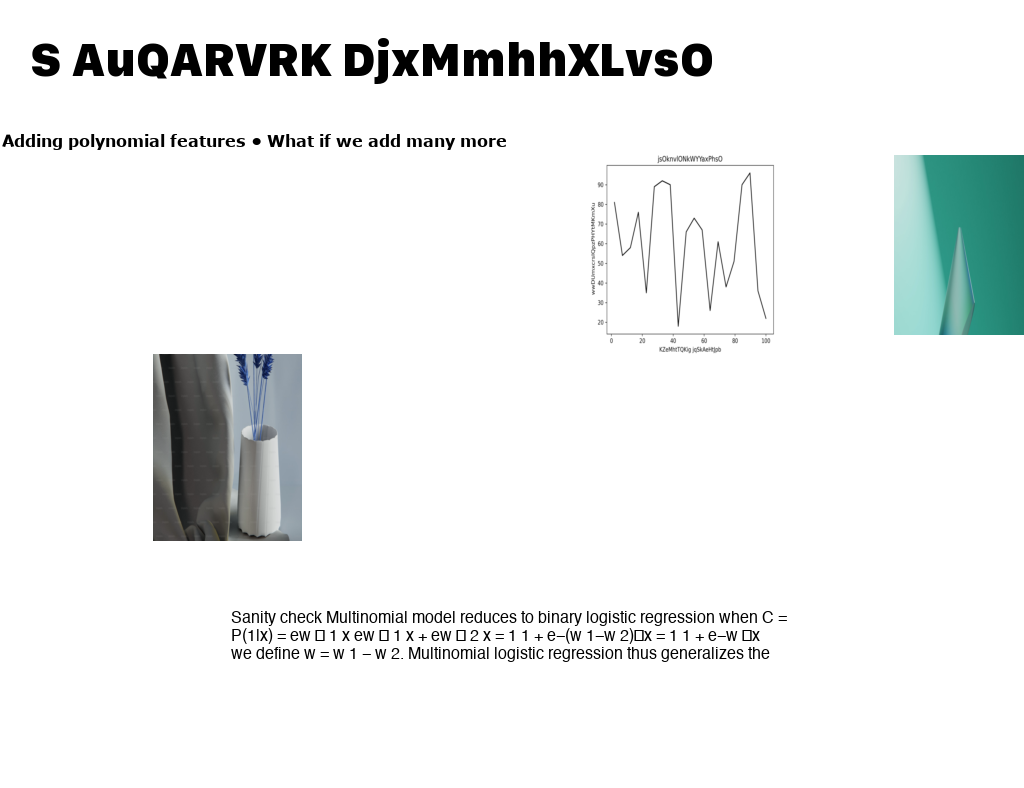 S AuQARVRK DjxMmhhXLvsO
Adding polynomial features ● What if we add many more
jsOknvIONkWYYaxPhsO
90
80
70
60
50
40
30
20
0 20 40 60 80 100
KZeMhtTQKig jqSkAeHtJpb
Sanity check Multinomial model reduces to binary logistic regression when C =
P(1|x) = ew □ 1 x ew □ 1 x + ew □ 2 x = 1 1 + e−(w 1−w 2)□x = 1 1 + e−w □x
we define w = w 1 − w 2. Multinomial logistic regression thus generalizes the